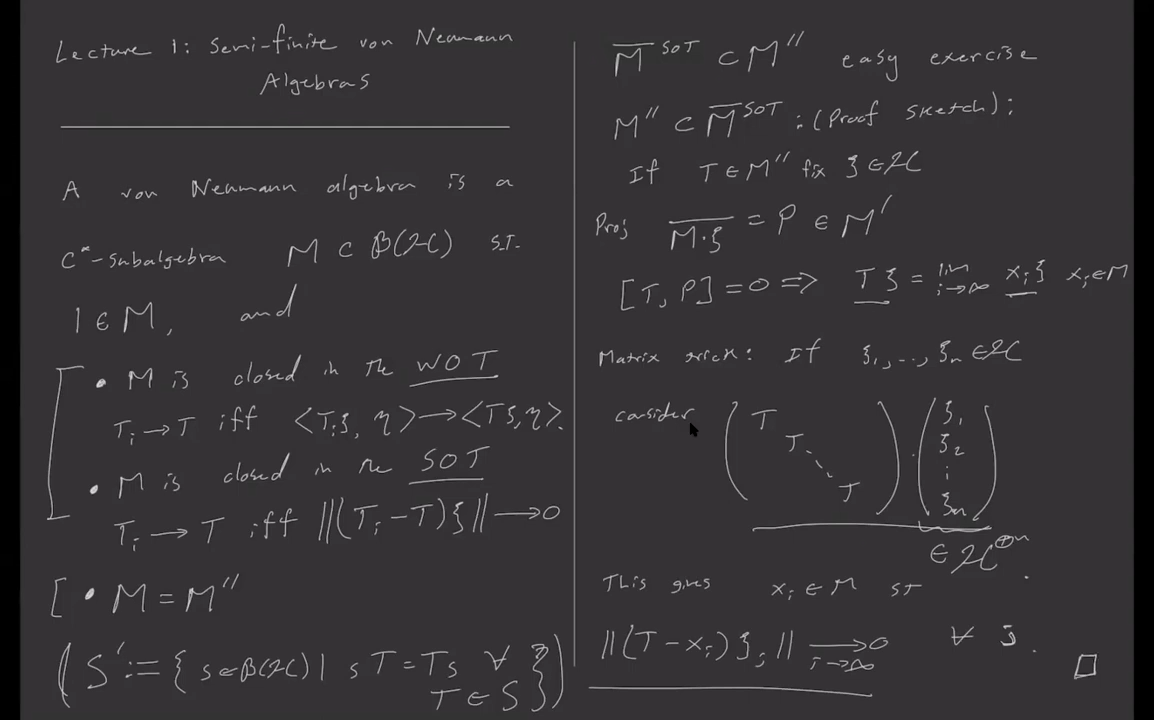 Lecture 1: Semi-finite von Neumann
Algebras
A von Neumann algebra is a
C*-subalgebra M ⊂ B(ℋ) s.t.
1 ∈ M, and
• M is closed in the WOT
Tᵢ → T iff <Tᵢξ, η> → <Tξ, η>.
• M is closed in the SOT
Tᵢ → T iff ||(Tᵢ - T)ξ|| → 0
[ • M = M''
(S' := { s ∈ B(ℋ) | sT = Ts ∀
T ∈ S })
M̅ ˢᴼᵀ ⊂ M'' easy exercise
M'' ⊂ M̅ ˢᴼᵀ : (Proof sketch):
If T ∈ M'' fix ξ ∈ ℋ
Proj \overline{M·ξ} = P ∈ M'
[T, P] = 0 => Tξ = lim_{i→∞} xᵢξ xᵢ ∈ M
Matrix trick: If ξ₁, .., ξₙ ∈ ℋ
consider ( T T ⋱ T ) · ( ξ₁ ξ₂ ⋮ ξₙ )
∈ ℋ^{⊕n}.
This gives xᵢ ∈ M st
||(T - xᵢ)ξⱼ|| →_{i→∞} 0 ∀ j.
□